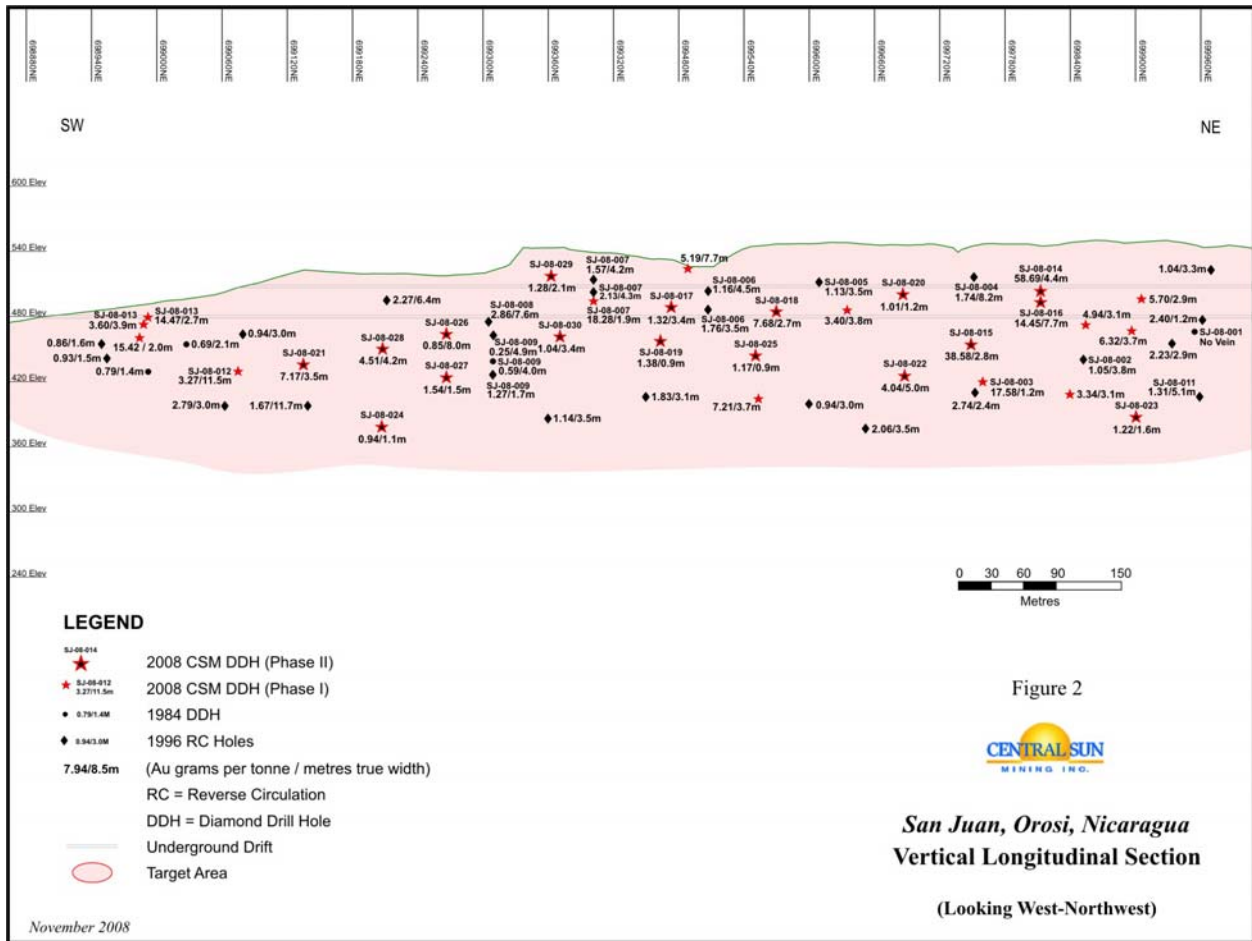 698880NE
698940NE
699000NE
699060NE
699120NE
699180NE
699240NE
699300NE
699360NE
699320NE
699480NE
699540NE
699600NE
699660NE
699720NE
699780NE
699840NE
699900NE
699960NE
SW
NE
600 Elev
540 Elev
480 Elev
420 Elev
360 Elev
300 Elev
240 Elev
SJ-08-013
3.60/3.9m
SJ-08-013
14.47/2.7m
15.42 / 2.0m
0.86/1.6m
0.93/1.5m
0.69/2.1m
0.79/1.4m
0.94/3.0m
SJ-08-012
3.27/11.5m
2.79/3.0m
1.67/11.7m
SJ-08-021
7.17/3.5m
2.27/6.4m
SJ-08-028
4.51/4.2m
SJ-08-024
0.94/1.1m
SJ-08-026
0.85/8.0m
SJ-08-027
1.54/1.5m
SJ-08-008
2.86/7.6m
SJ-08-009
0.25/4.9m
SJ-08-009
0.59/4.0m
SJ-08-009
1.27/1.7m
SJ-08-029
1.28/2.1m
SJ-08-030
1.04/3.4m
1.14/3.5m
SJ-08-007
1.57/4.2m
SJ-08-007
2.13/4.3m
SJ-08-007
18.28/1.9m
5.19/7.7m
SJ-08-017
1.32/3.4m
SJ-08-019
1.38/0.9m
1.83/3.1m
SJ-08-006
1.16/4.5m
SJ-08-006
1.76/3.5m
SJ-08-018
7.68/2.7m
SJ-08-025
1.17/0.9m
7.21/3.7m
SJ-08-005
1.13/3.5m
3.40/3.8m
0.94/3.0m
2.06/3.5m
SJ-08-020
1.01/1.2m
SJ-08-022
4.04/5.0m
SJ-08-004
1.74/8.2m
SJ-08-015
38.58/2.8m
SJ-08-003
17.58/1.2m
2.74/2.4m
SJ-08-014
58.69/4.4m
SJ-08-016
14.45/7.7m
4.94/3.1m
SJ-08-002
1.05/3.8m
3.34/3.1m
6.32/3.7m
5.70/2.9m
1.04/3.3m
2.40/1.2m
SJ-08-001
No Vein
2.23/2.9m
SJ-08-011
1.31/5.1m
SJ-08-023
1.22/1.6m
0 30 60 90 150
Metres
LEGEND
SJ-08-014
2008 CSM DDH (Phase II)
SJ-08-012
3.27/11.5m
2008 CSM DDH (Phase I)
0.79/1.4M
1984 DDH
0.94/3.0M
1996 RC Holes
7.94/8.5m (Au grams per tonne / metres true width)
RC = Reverse Circulation
DDH = Diamond Drill Hole
Underground Drift
Target Area
November 2008
Figure 2
CENTRAL SUN
MINING INC.
San Juan, Orosi, Nicaragua
Vertical Longitudinal Section
(Looking West-Northwest)